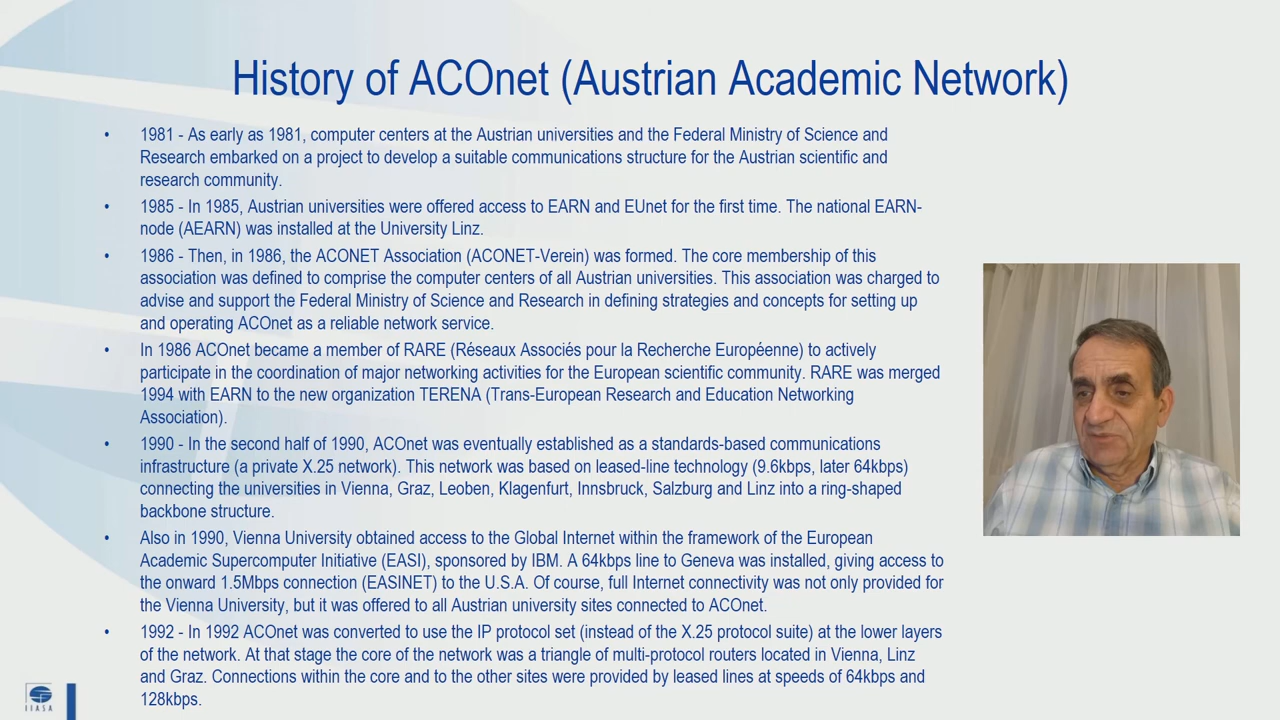 History of ACOnet (Austrian Academic Network)
• 1981 - As early as 1981, computer centers at the Austrian universities and the Federal Ministry of Science and
Research embarked on a project to develop a suitable communications structure for the Austrian scientific and
research community.
• 1985 - In 1985, Austrian universities were offered access to EARN and EUnet for the first time. The national EARN-
node (AEARN) was installed at the University Linz.
• 1986 - Then, in 1986, the ACONET Association (ACONET-Verein) was formed. The core membership of this
association was defined to comprise the computer centers of all Austrian universities. This association was charged to
advise and support the Federal Ministry of Science and Research in defining strategies and concepts for setting up
and operating ACOnet as a reliable network service.
• In 1986 ACOnet became a member of RARE (Réseaux Associés pour la Recherche Européenne) to actively
participate in the coordination of major networking activities for the European scientific community. RARE was merged
1994 with EARN to the new organization TERENA (Trans-European Research and Education Networking
Association).
• 1990 - In the second half of 1990, ACOnet was eventually established as a standards-based communications
infrastructure (a private X.25 network). This network was based on leased-line technology (9.6kbps, later 64kbps)
connecting the universities in Vienna, Graz, Leoben, Klagenfurt, Innsbruck, Salzburg and Linz into a ring-shaped
backbone structure.
• Also in 1990, Vienna University obtained access to the Global Internet within the framework of the European
Academic Supercomputer Initiative (EASI), sponsored by IBM. A 64kbps line to Geneva was installed, giving access to
the onward 1.5Mbps connection (EASINET) to the U.S.A. Of course, full Internet connectivity was not only provided for
the Vienna University, but it was offered to all Austrian university sites connected to ACOnet.
• 1992 - In 1992 ACOnet was converted to use the IP protocol set (instead of the X.25 protocol suite) at the lower layers
of the network. At that stage the core of the network was a triangle of multi-protocol routers located in Vienna, Linz
and Graz. Connections within the core and to the other sites were provided by leased lines at speeds of 64kbps and
128kbps.
IIASA